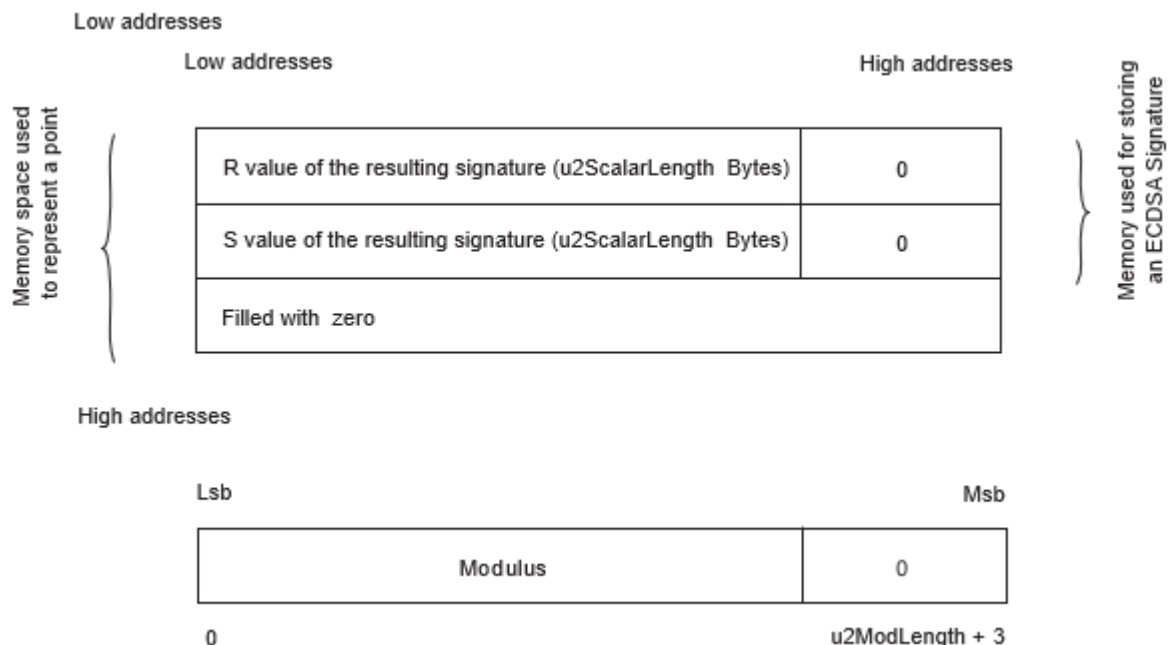 Low addresses
Low addresses
High addresses
Memory space used
to represent a point
R value of the resulting signature (u2ScalarLength Bytes)
0
S value of the resulting signature (u2ScalarLength Bytes)
0
Filled with zero
Memory used for storing
an ECDSA Signature
High addresses
Lsb
Msb
Modulus
0
0
u2ModLength + 3